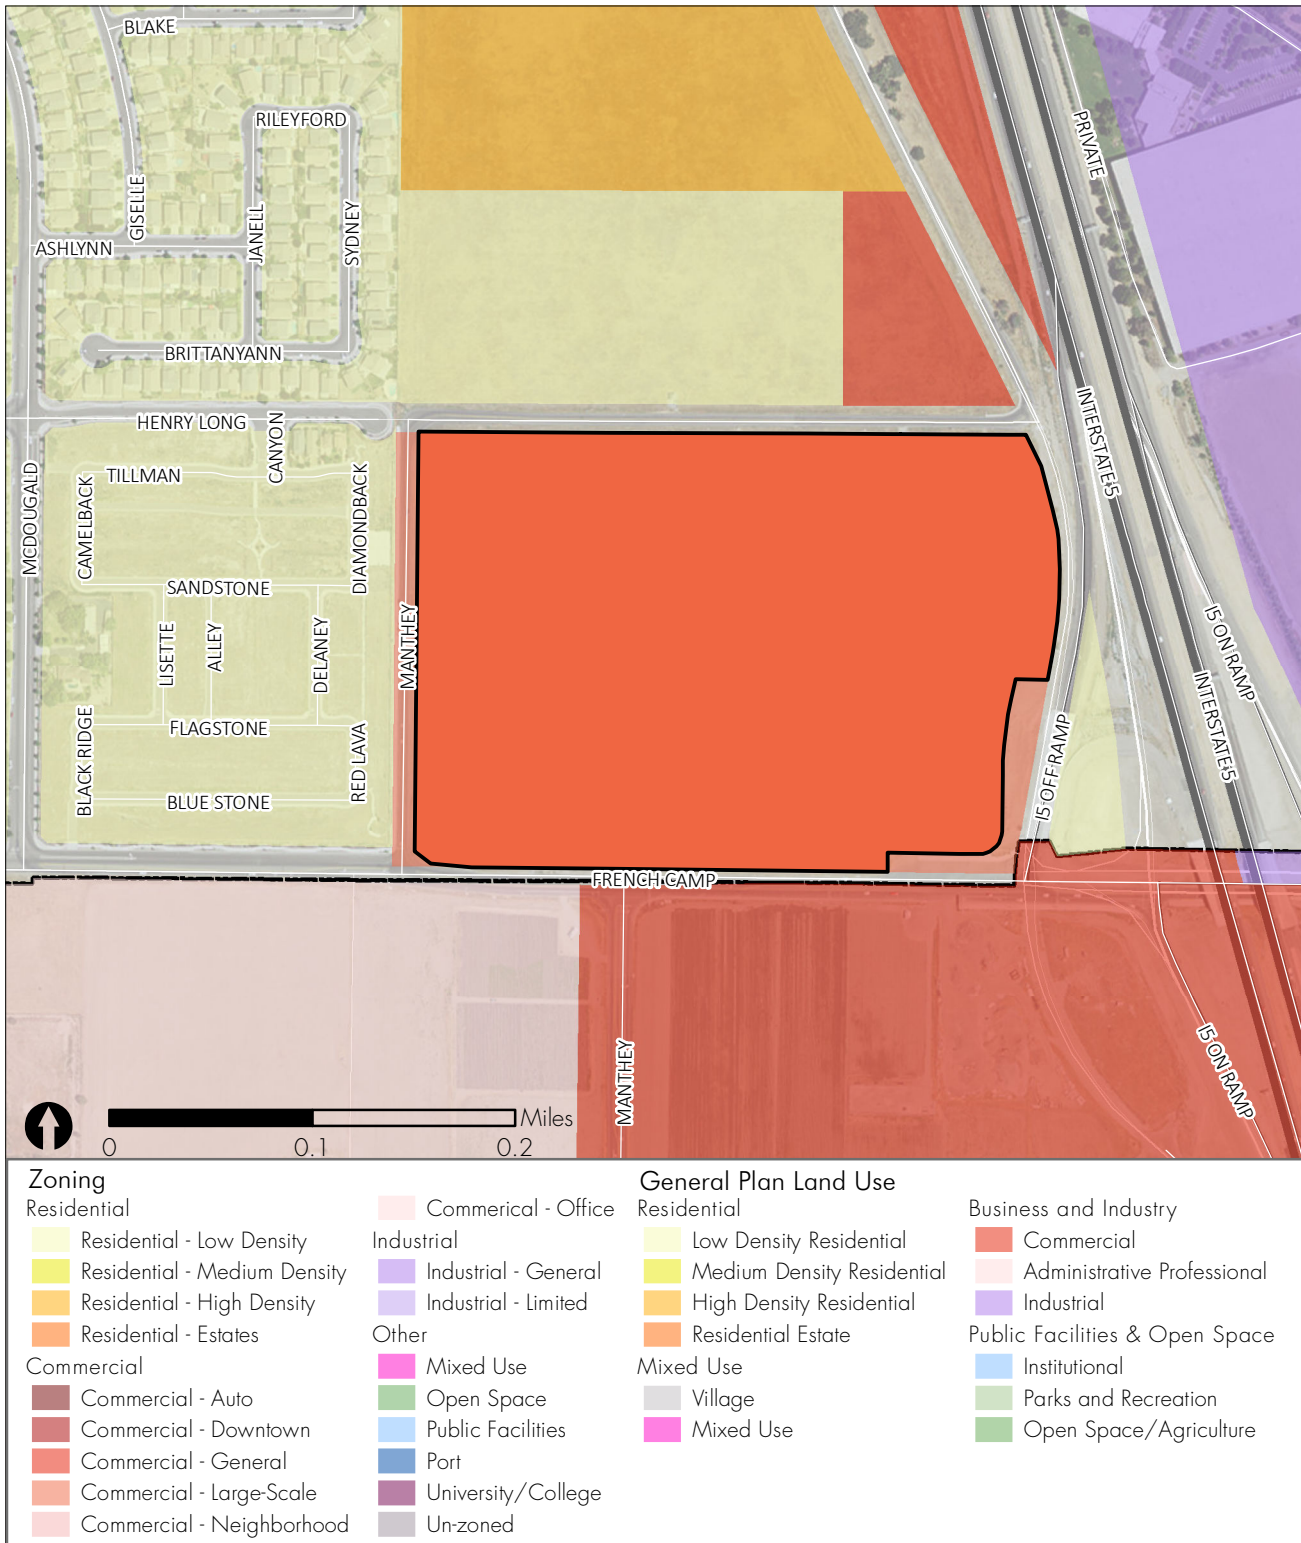 BLAKE
RILEYFORD
PRIVATE
GISELLE
JANELL
SYDNEY
ASHLYNN
BRITTANYANN
HENRY LONG
CANYON
INTERSTATE 5
TILLMAN
MCDOUGALD
CAMELBACK
DIAMONDBACK
SANDSTONE
LISETTE
ALLEY
DELANEY
MANTHEY
I5 ON RAMP
BLACK RIDGE
FLAGSTONE
RED LAVA
I5 OFF RAMP
INTERSTATE 5
BLUE STONE
FRENCH CAMP
MANTHEY
I5 ON RAMP
Miles
0 0.1 0.2
Zoning
Residential
Residential - Low Density
Residential - Medium Density
Residential - High Density
Residential - Estates
Commercial
Commercial - Auto
Commercial - Downtown
Commercial - General
Commercial - Large-Scale
Commercial - Neighborhood
Commerical - Office
Industrial
Industrial - General
Industrial - Limited
Other
Mixed Use
Open Space
Public Facilities
Port
University/College
Un-zoned
General Plan Land Use
Residential
Low Density Residential
Medium Density Residential
High Density Residential
Residential Estate
Mixed Use
Village
Mixed Use
Business and Industry
Commercial
Administrative Professional
Industrial
Public Facilities & Open Space
Institutional
Parks and Recreation
Open Space/Agriculture